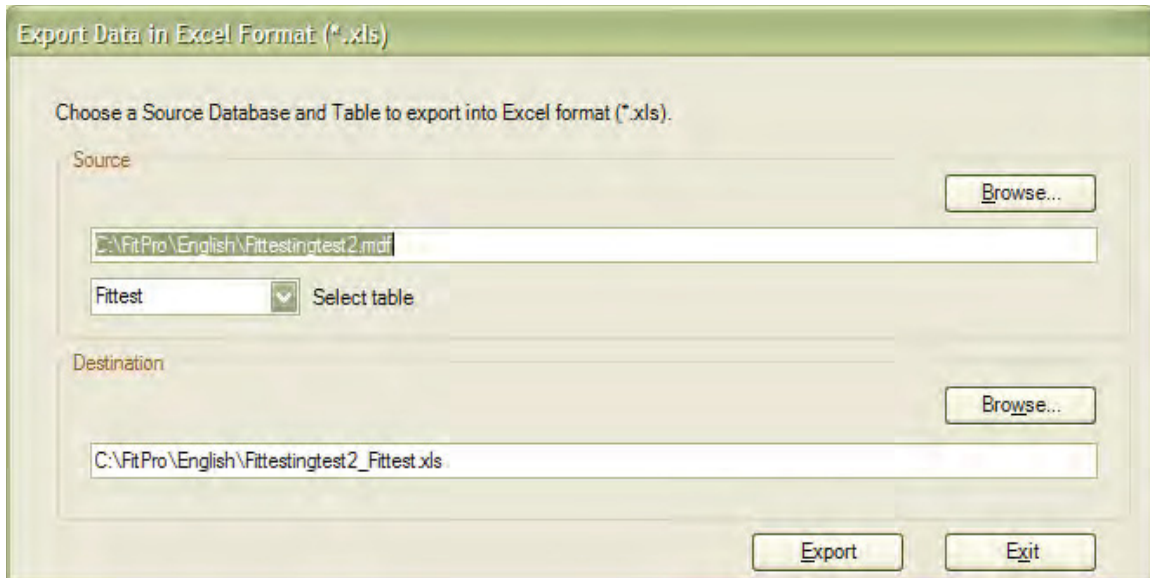 Export Data in Excel Format (*.xls)
Choose a Source Database and Table to export into Excel format (*.xls).
Source
Browse...
C:\FitPro\English\Fittestingtest2.mdf
Fittest Select table
Destination
Browse...
C:\FitPro\English\Fittestingtest2_Fittest.xls
Export Exit